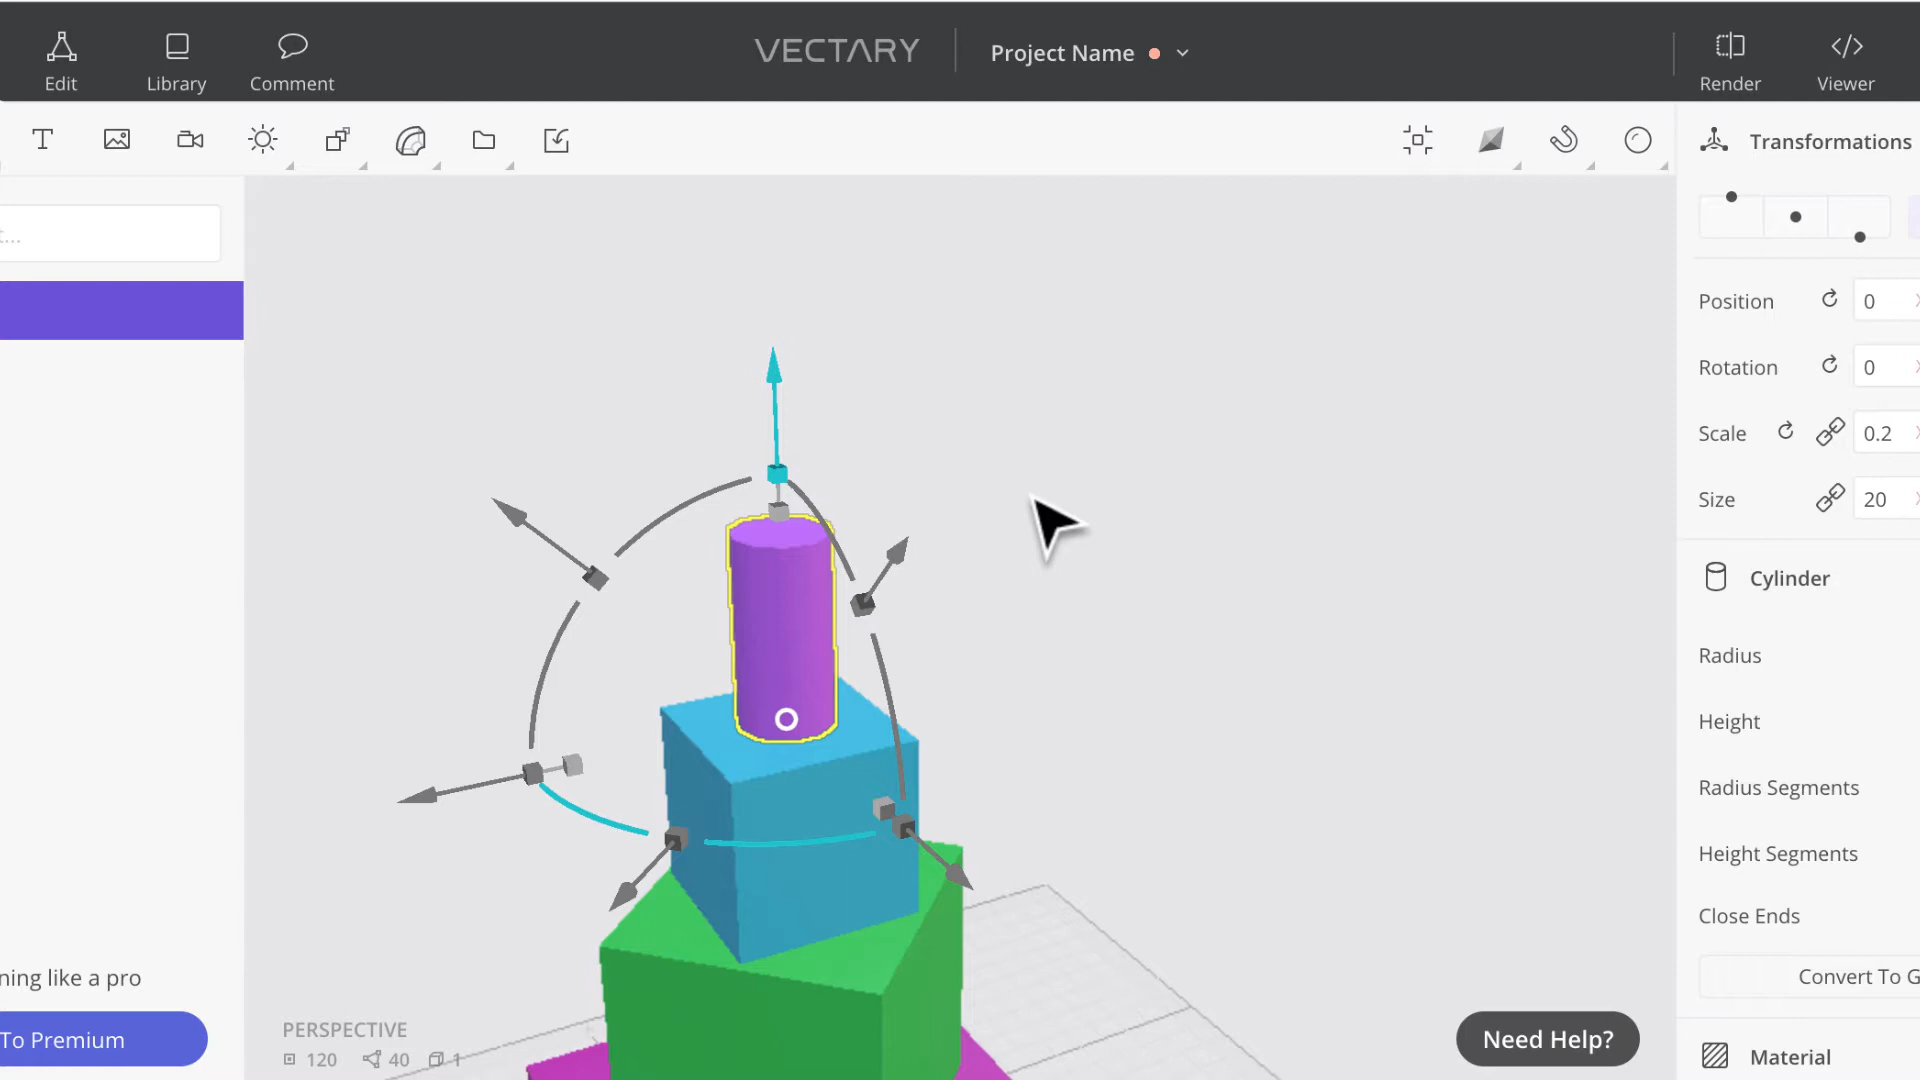 Edit
Library
Comment
VECTARY
Project Name
Render
Viewer
T
t...
Transformations
Position 0
Rotation 0
Scale 0.2
Size 20
Cylinder
Radius
Height
Radius Segments
Height Segments
Close Ends
Convert To G
Material
ning like a pro
To Premium
PERSPECTIVE
120 40 1
Need Help?